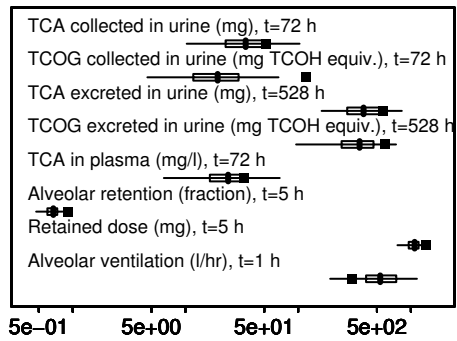 TCA collected in urine (mg), t=72 h
TCOG collected in urine (mg TCOH equiv.), t=72 h
TCA excreted in urine (mg), t=528 h
TCOG excreted in urine (mg TCOH equiv.), t=528 h
TCA in plasma (mg/l), t=72 h
Alveolar retention (fraction), t=5 h
Retained dose (mg), t=5 h
Alveolar ventilation (l/hr), t=1 h
5e−01 5e+00 5e+01 5e+02